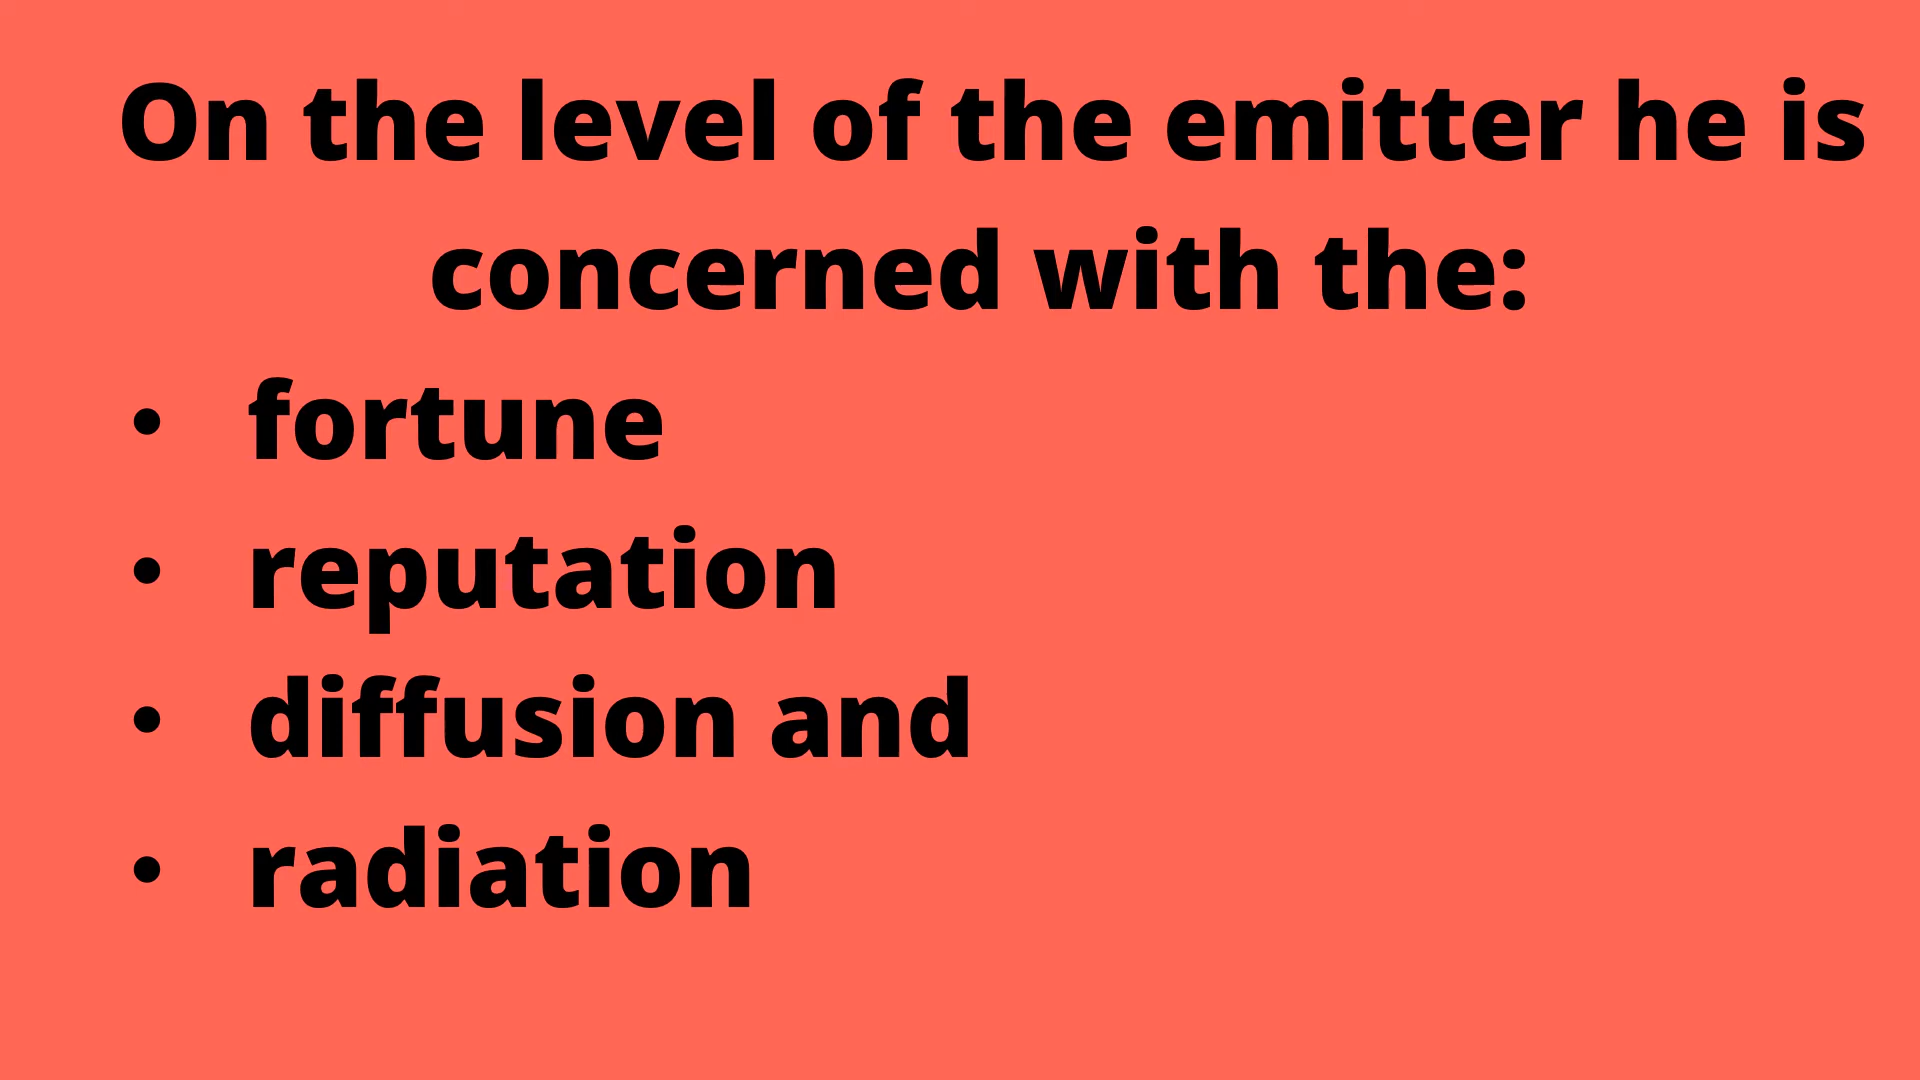 On the level of the emitter he is
concerned with the:
• fortune
• reputation
• diffusion and
• radiation